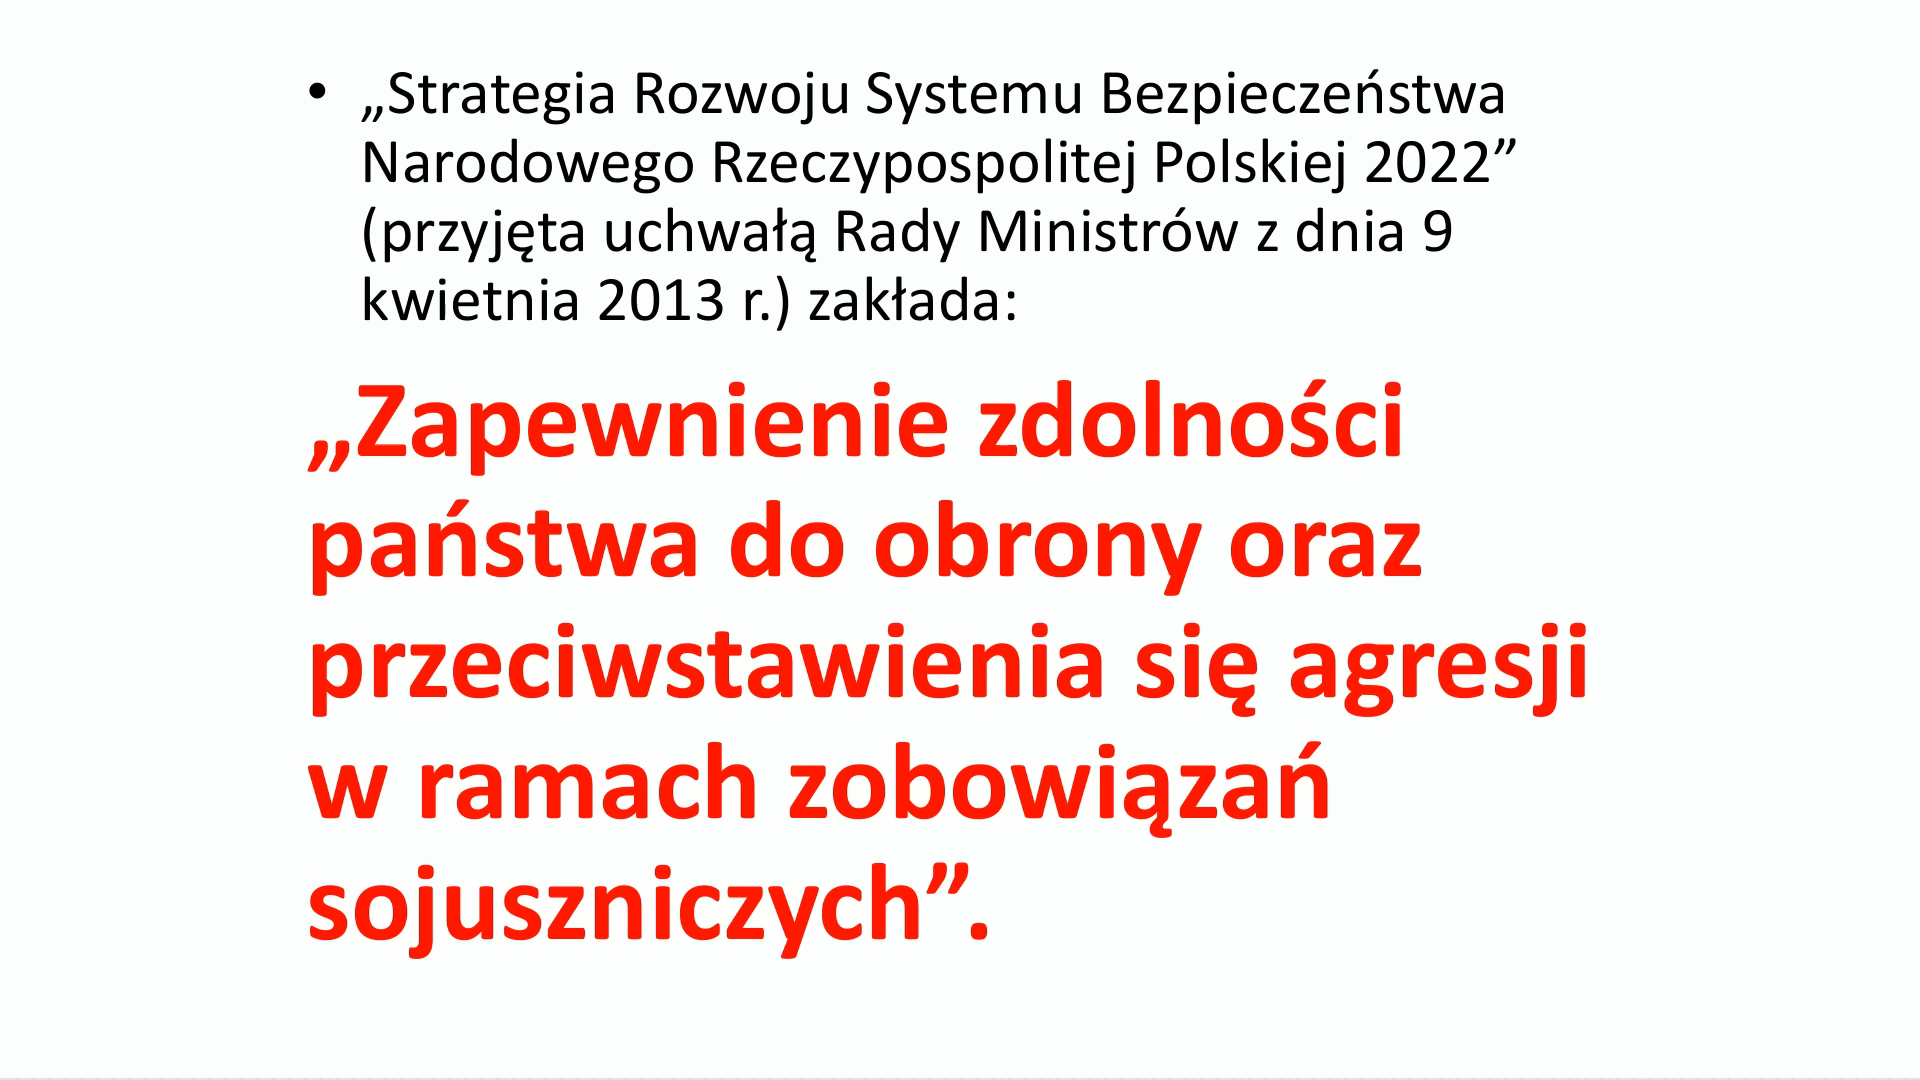 • „Strategia Rozwoju Systemu Bezpieczeństwa
Narodowego Rzeczypospolitej Polskiej 2022”
(przyjęta uchwałą Rady Ministrów z dnia 9
kwietnia 2013 r.) zakłada:
„Zapewnienie zdolności
państwa do obrony oraz
przeciwstawienia się agresji
w ramach zobowiązań
sojuszniczych”.